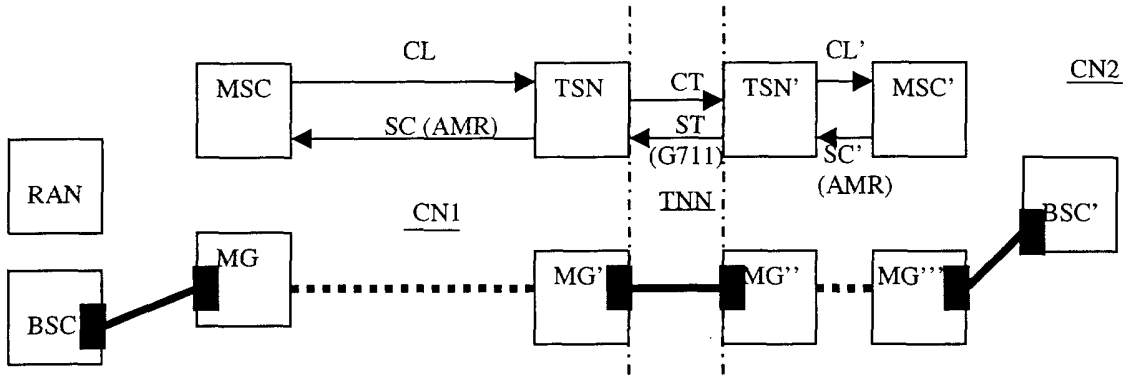 CL
CL’
CN2
MSC
TSN
CT
TSN’
MSC’
SC (AMR)
ST
(G711)
SC’
(AMR)
RAN
CN1
TNN
BSC’
MG
MG’
MG’’
MG’’’
BSC